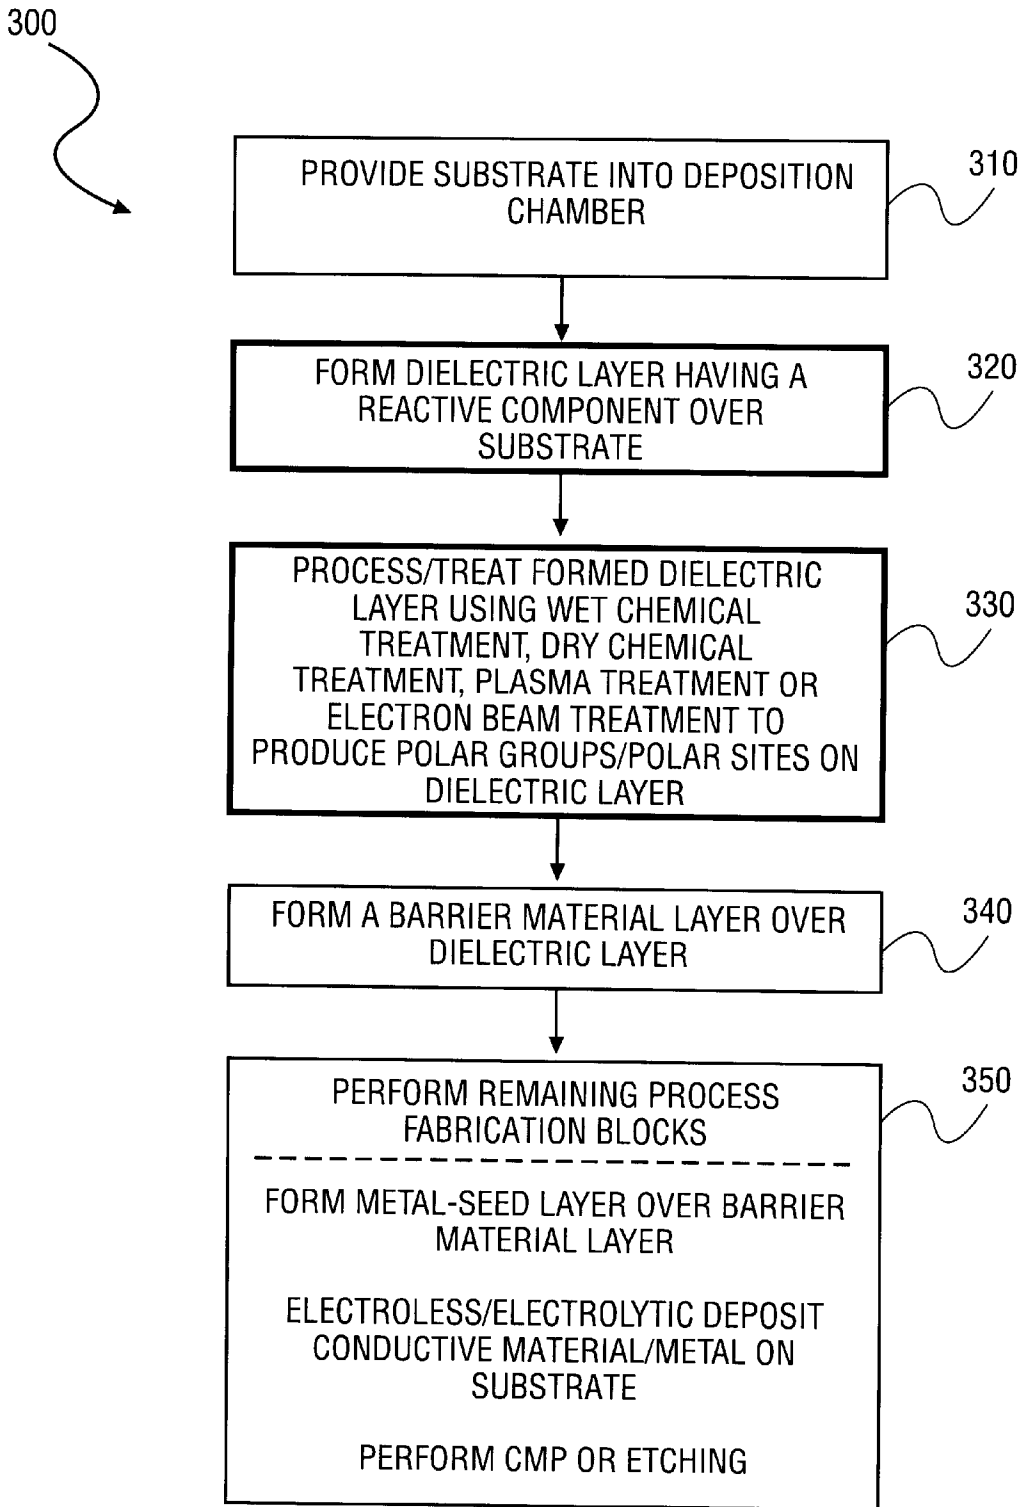 300
PROVIDE SUBSTRATE INTO DEPOSITION
CHAMBER
310
FORM DIELECTRIC LAYER HAVING A
REACTIVE COMPONENT OVER
SUBSTRATE
320
PROCESS/TREAT FORMED DIELECTRIC
LAYER USING WET CHEMICAL
TREATMENT, DRY CHEMICAL
TREATMENT, PLASMA TREATMENT OR
ELECTRON BEAM TREATMENT TO
PRODUCE POLAR GROUPS/POLAR SITES ON
DIELECTRIC LAYER
330
FORM A BARRIER MATERIAL LAYER OVER
DIELECTRIC LAYER
340
PERFORM REMAINING PROCESS
FABRICATION BLOCKS
350
FORM METAL-SEED LAYER OVER BARRIER
MATERIAL LAYER
ELECTROLESS/ELECTROLYTIC DEPOSIT
CONDUCTIVE MATERIAL/METAL ON
SUBSTRATE
PERFORM CMP OR ETCHING